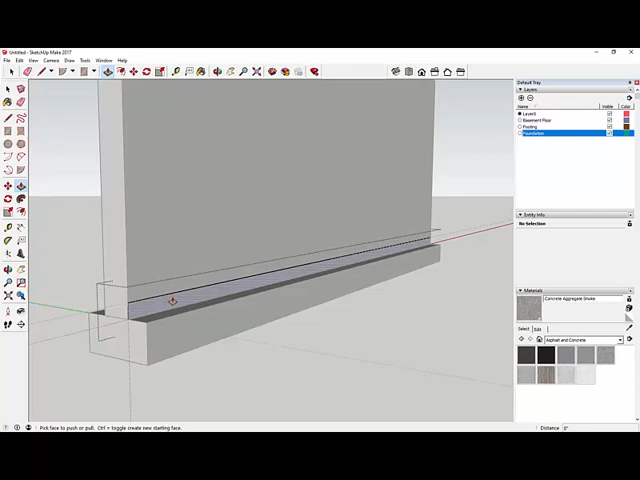 Untitled - SketchUp Make 2017
File Edit View Camera Draw Tools Window Help
Default Tray
Layers
Name Visible Color
Layer0
Basement Floor
Footing
Foundation
Entity Info
No Selection
Materials
Concrete Aggregate Smoke
Select Edit
Asphalt and Concrete
Pick face to push or pull. Ctrl = toggle create new starting face.
Distance 0"